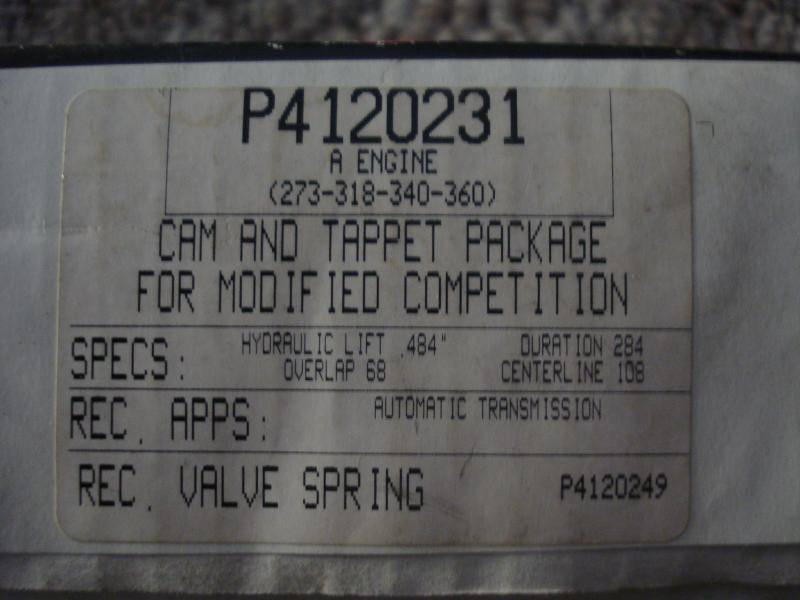 P4120231
A ENGINE
(273-318-340-360)
CAM AND TAPPET PACKAGE
FOR MODIFIED COMPETITION
SPECS: HYDRAULIC LIFT .484" DURATION 284
OVERLAP 68 CENTERLINE 108
REC. APPS: AUTOMATIC TRANSMISSION
REC. VALVE SPRING P4120249